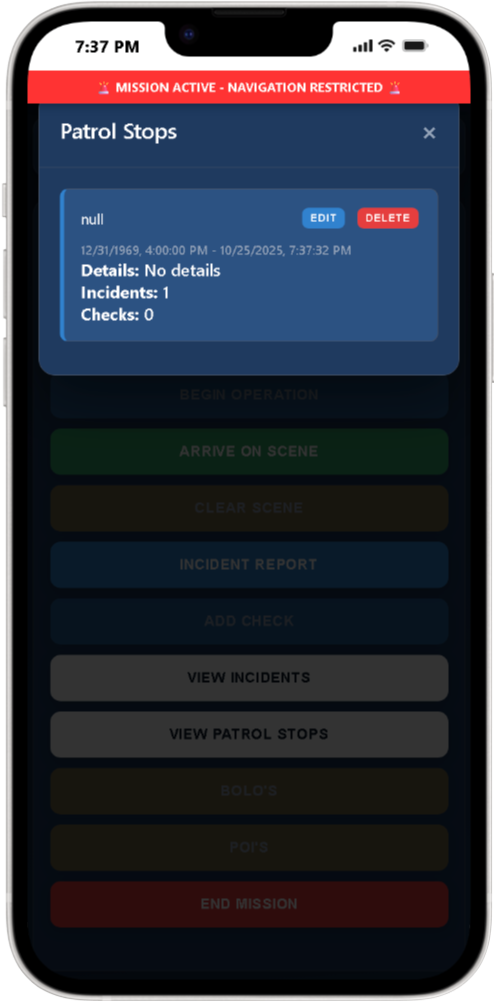 7:37 PM
🚨 MISSION ACTIVE - NAVIGATION RESTRICTED 🚨
Patrol Stops ×
null EDIT DELETE
12/31/1969, 4:00:00 PM - 10/25/2025, 7:37:32 PM
Details: No details
Incidents: 1
Checks: 0
BEGIN OPERATION
ARRIVE ON SCENE
CLEAR SCENE
INCIDENT REPORT
ADD CHECK
VIEW INCIDENTS
VIEW PATROL STOPS
BOLO'S
POI'S
END MISSION